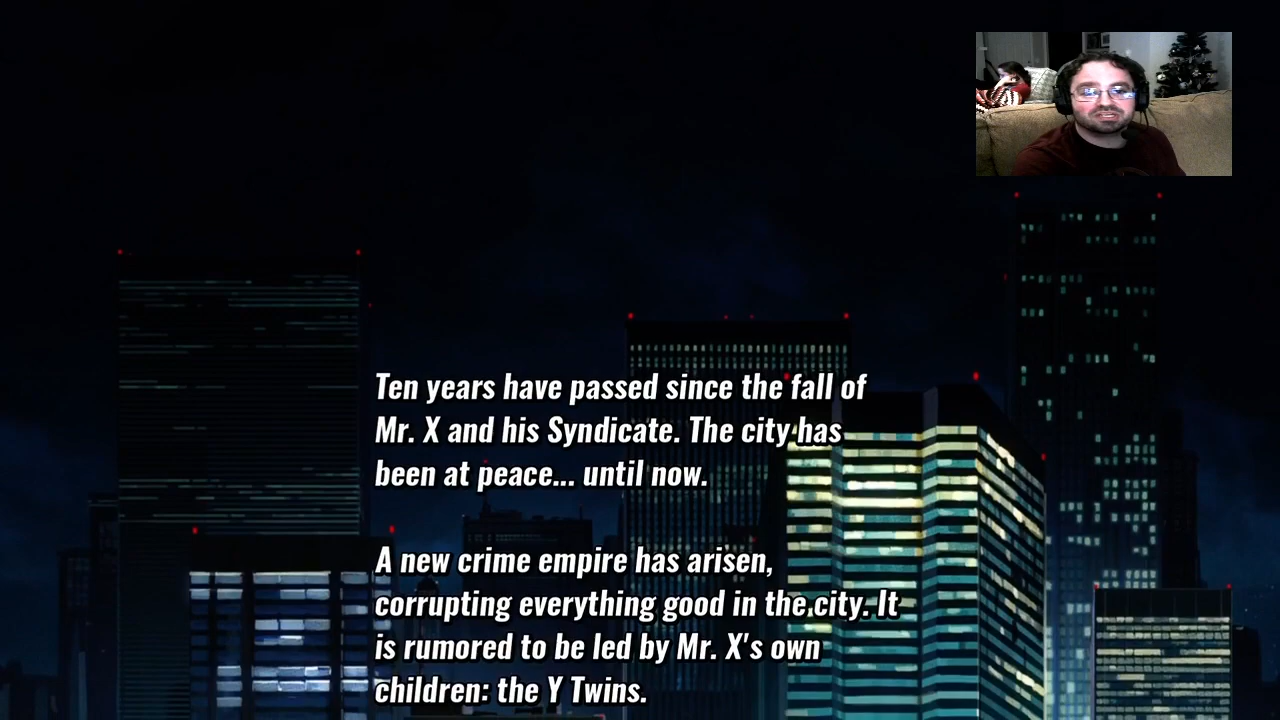 Ten years have passed since the fall of
Mr. X and his Syndicate. The city has
been at peace... until now.
A new crime empire has arisen,
corrupting everything good in the city. It
is rumored to be led by Mr. X's own
children: the Y Twins.